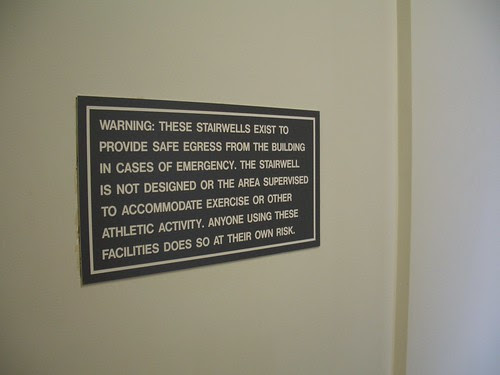 WARNING: THESE STAIRWELLS EXIST TO
PROVIDE SAFE EGRESS FROM THE BUILDING
IN CASES OF EMERGENCY. THE STAIRWELL
IS NOT DESIGNED OR THE AREA SUPERVISED
TO ACCOMMODATE EXERCISE OR OTHER
ATHLETIC ACTIVITY. ANYONE USING THESE
FACILITIES DOES SO AT THEIR OWN RISK.